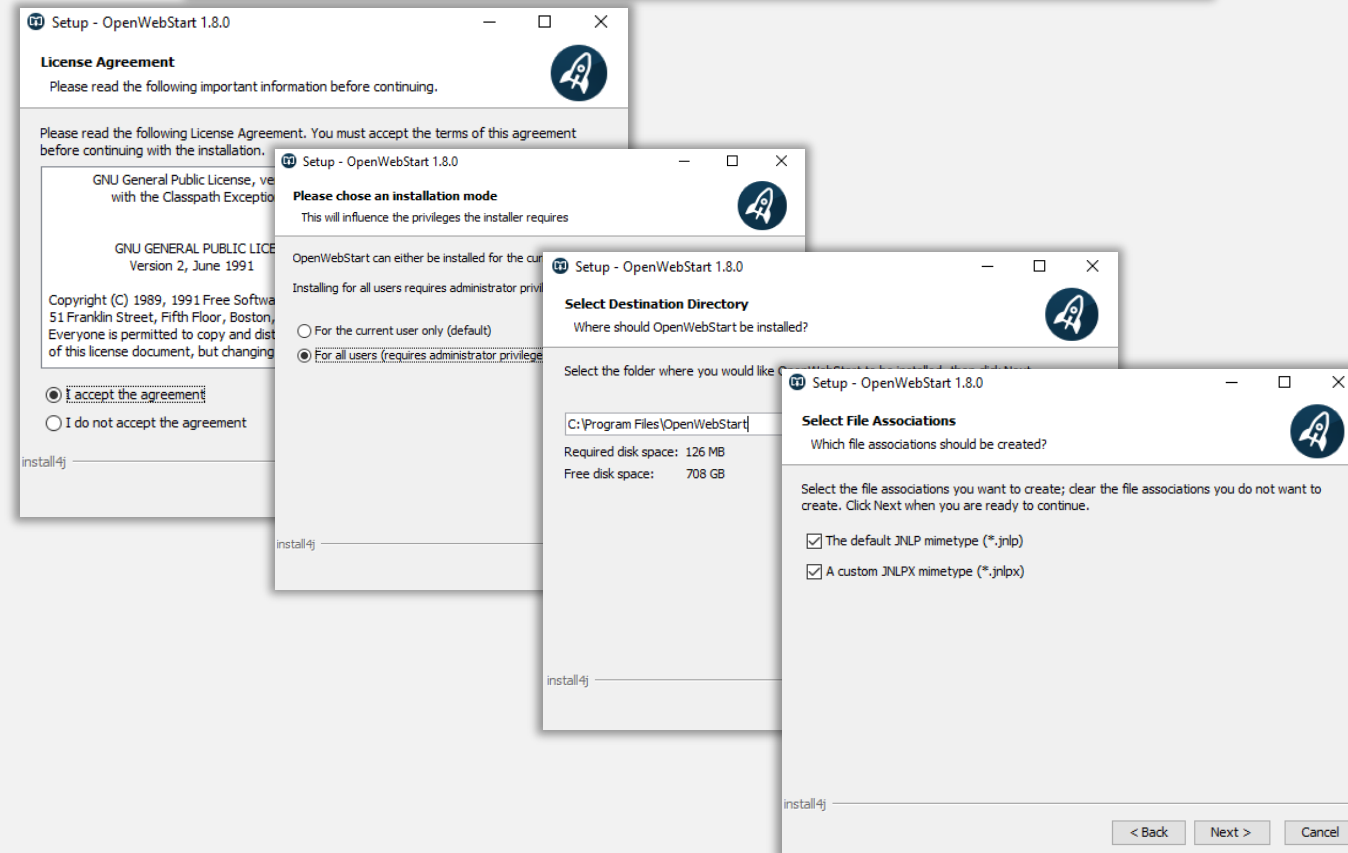 Setup - OpenWebStart 1.8.0
License Agreement
Please read the following important information before continuing.
Please read the following License Agreement. You must accept the terms of this agreement
before continuing with the installation.
GNU General Public License,
with the Classpath
GNU GENERAL PUBLIC
Version 2, June 1991
Copyright (C) 1989, 1991 Free
51 Franklin Street, Fifth Floor, Boston,
Everyone is permitted to copy and
of this license document, but changing
I accept the agreement
I do not accept the agreement
install4j
Setup - OpenWebStart 1.8.0
Please chose an installation mode
This will influence the privileges the installer requires
OpenWebStart can either be installed for the
Installing for all users requires administrator
For the current user only (default)
For all users (requires administrator
install4j
Setup - OpenWebStart 1.8.0
Select Destination Directory
Where should OpenWebStart be installed?
Select the folder where you would like
C:\Program Files\OpenWebStart
Required disk space: 126 MB
Free disk space: 708 GB
install4j
Setup - OpenWebStart 1.8.0
Select File Associations
Which file associations should be created?
Select the file associations you want to create; clear the file associations you do not want to
create. Click Next when you are ready to continue.
The default JNLP mimetype (*.jnlp)
A custom JNLPX mimetype (*.jnlpx)
install4j
< Back
Next >
Cancel